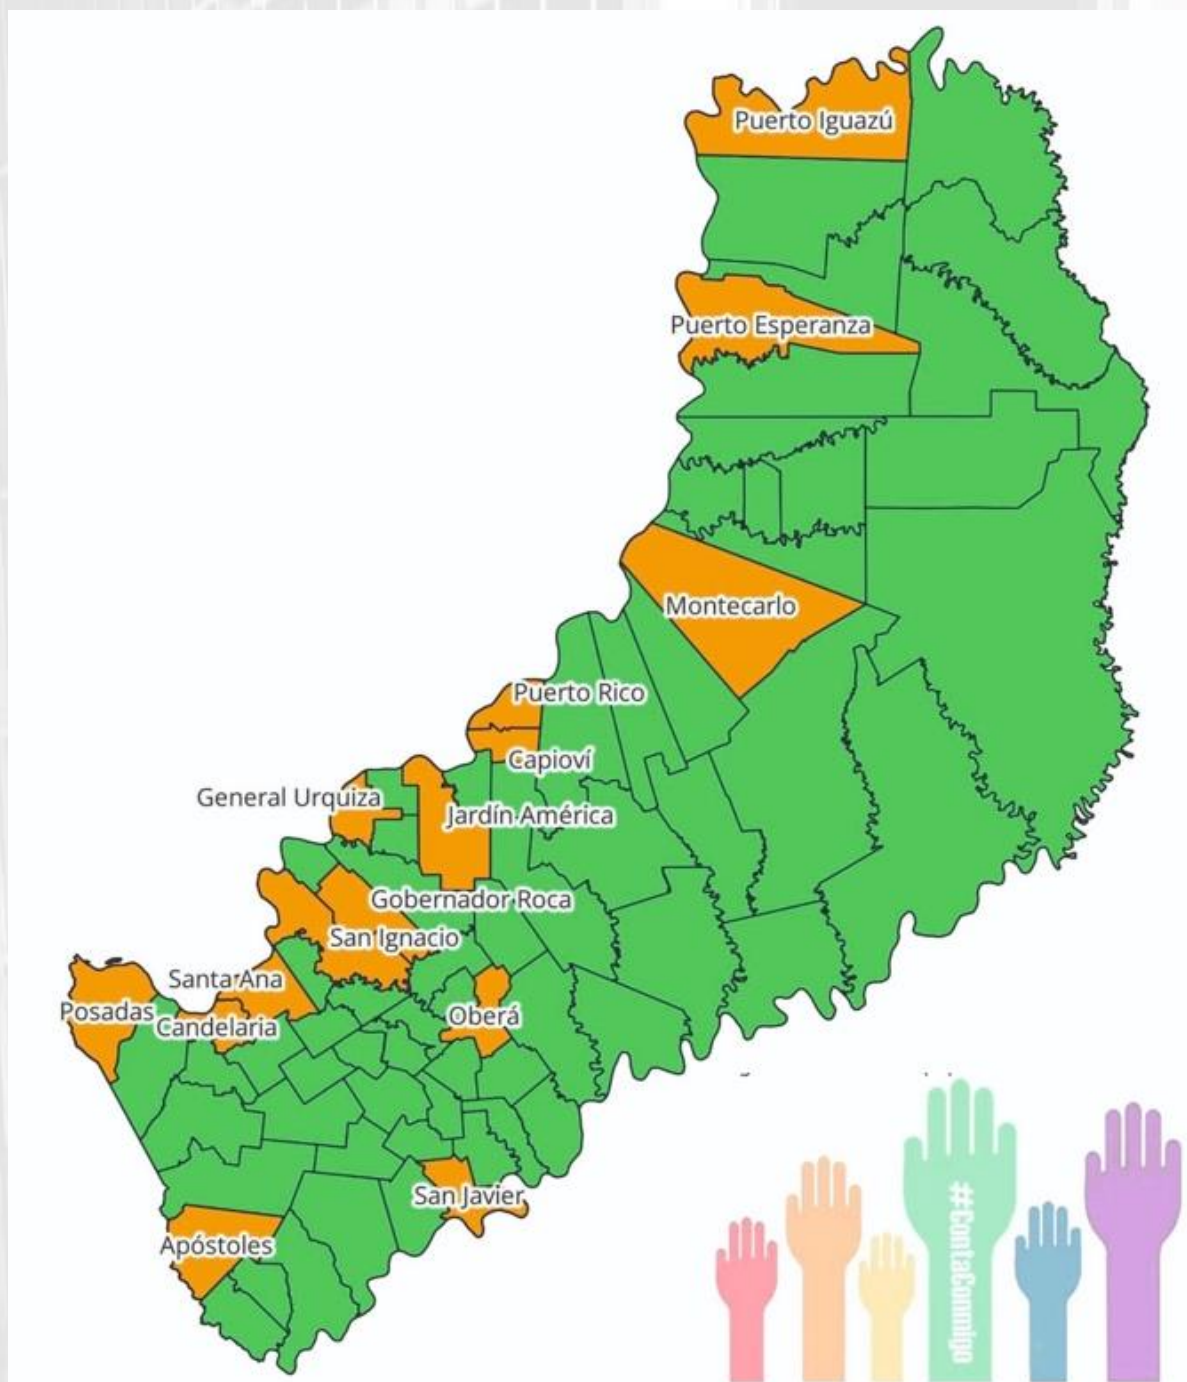 Puerto Iguazú
Puerto Esperanza
Montecarlo
Puerto Rico
Capioví
General Urquiza
Jardín América
Gobernador Roca
San Ignacio
Santa Ana
Posadas
Candelaria
Oberá
San Javier
Apóstoles
#ContaConmigo